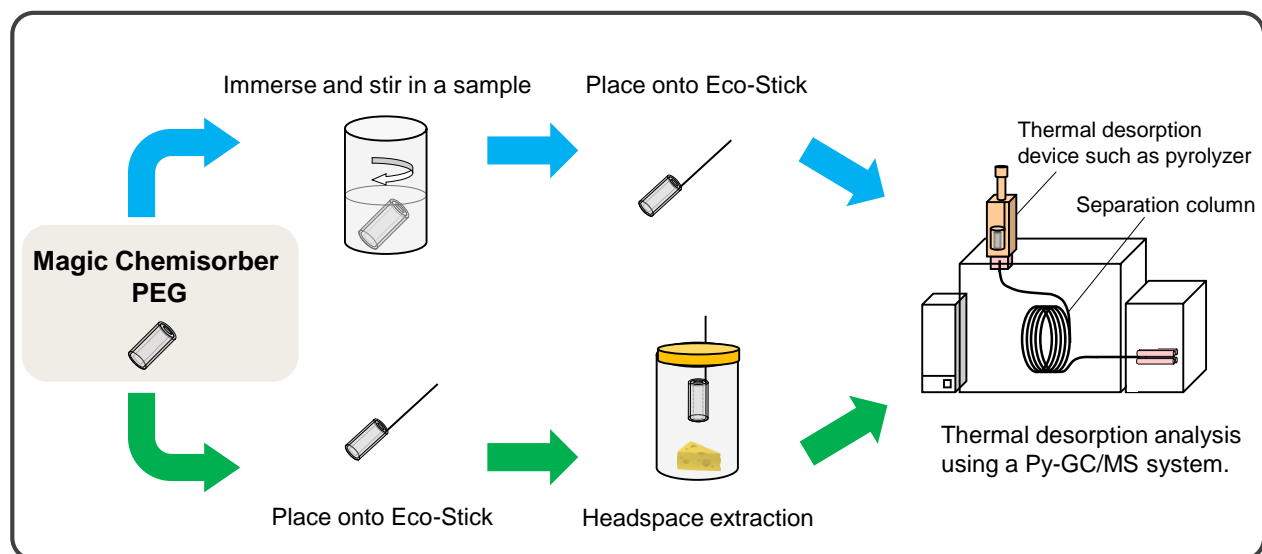 Immerse and stir in a sample
Place onto Eco-Stick
Thermal desorption
device such as pyrolyzer
Separation column
Magic Chemisorber
PEG
Place onto Eco-Stick
Headspace extraction
Thermal desorption analysis
using a Py-GC/MS system.